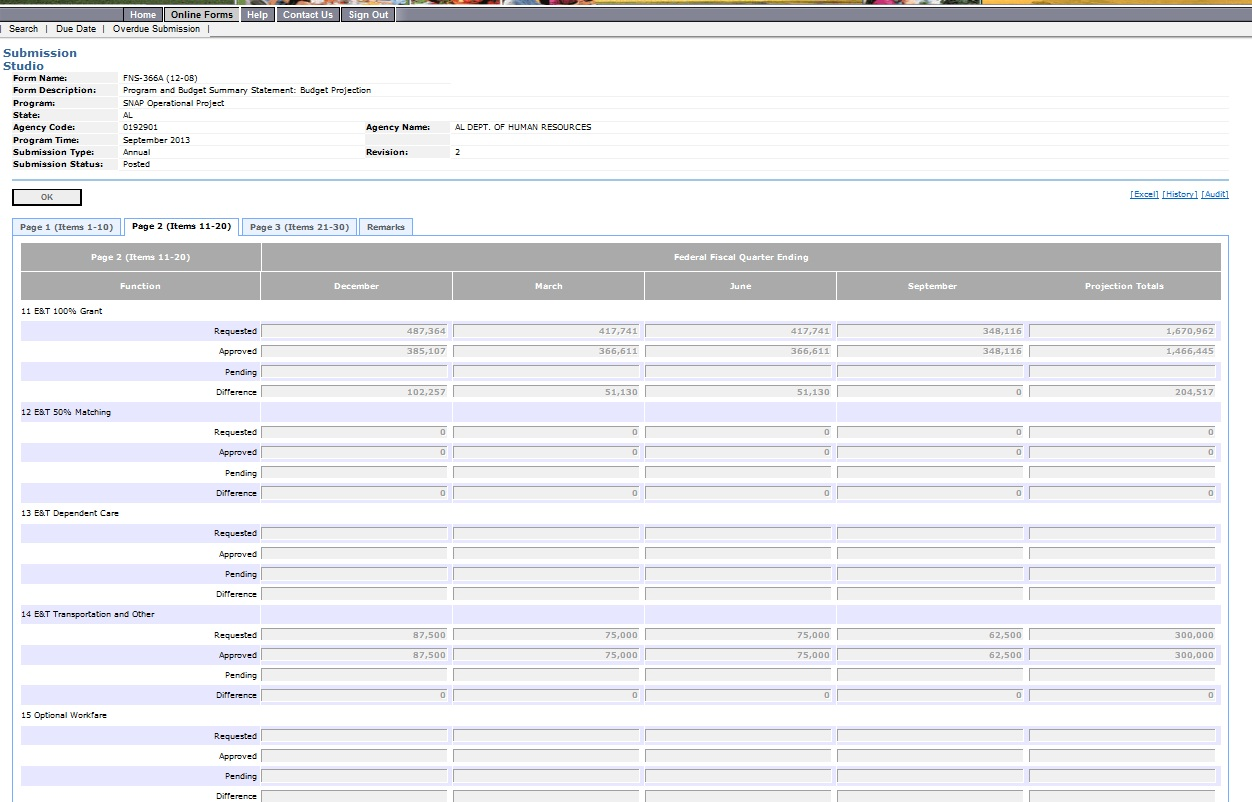 Home Online Forms Help Contact Us Sign Out
Search | Due Date | Overdue Submission |
Submission
Studio
Form Name: FNS-366A (12-08)
Form Description: Program and Budget Summary Statement: Budget Projection
Program: SNAP Operational Project
State: AL
Agency Code: 0192901 Agency Name: AL DEPT. OF HUMAN RESOURCES
Program Time: September 2013
Submission Type: Annual Revision: 2
Submission Status: Posted
OK [Excel] [History] [Audit]
Page 1 (Items 1-10) Page 2 (Items 11-20) Page 3 (Items 21-30) Remarks
Page 2 (Items 11-20) Federal Fiscal Quarter Ending
Function December March June September Projection Totals
11 E&T 100% Grant
Requested 487,364 417,741 417,741 348,116 1,670,962
Approved 385,107 366,611 366,611 348,116 1,466,445
Pending
Difference 102,257 51,130 51,130 0 204,517
12 E&T 50% Matching
Requested 0 0 0 0 0
Approved 0 0 0 0 0
Pending
Difference 0 0 0 0 0
13 E&T Dependent Care
Requested
Approved
Pending
Difference
14 E&T Transportation and Other
Requested 87,500 75,000 75,000 62,500 300,000
Approved 87,500 75,000 75,000 62,500 300,000
Pending
Difference 0 0 0 0 0
15 Optional Workfare
Requested
Approved
Pending
Difference